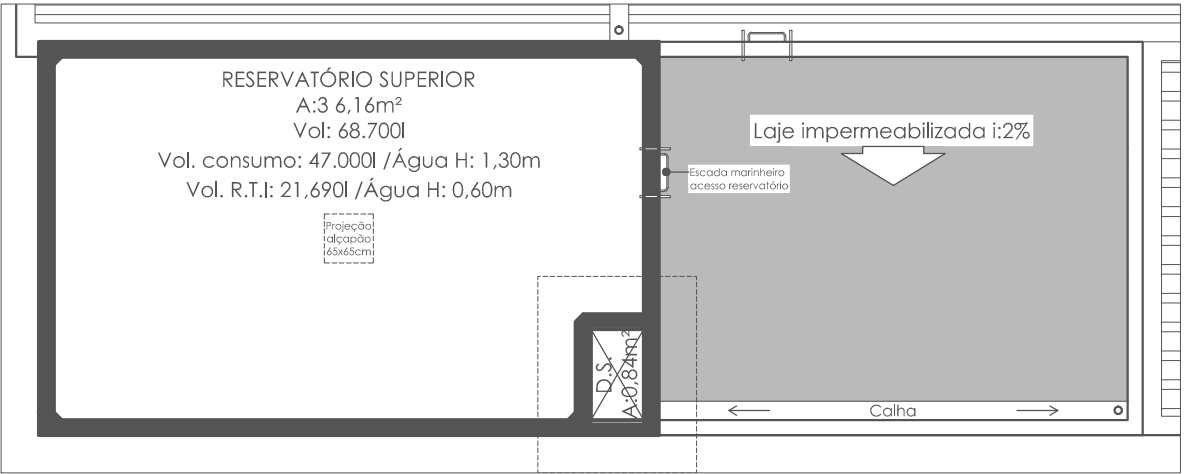 RESERVATÓRIO SUPERIOR
A:3 6,16m²
Vol: 68.700l
Vol. consumo: 47.000l /Água H: 1,30m
Vol. R.T.I: 21,690l /Água H: 0,60m
Projeção
alçapão
65x65cm
Laje impermeabilizada i:2%
Escada marinheiro
acesso reservatório
D.S.
A:0,84m²
Calha